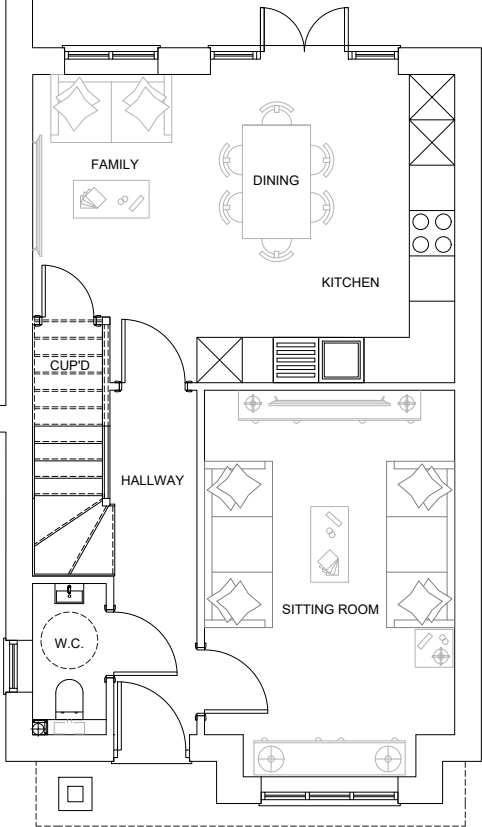 FAMILY
DINING
KITCHEN
CUP'D
HALLWAY
SITTING ROOM
W.C.